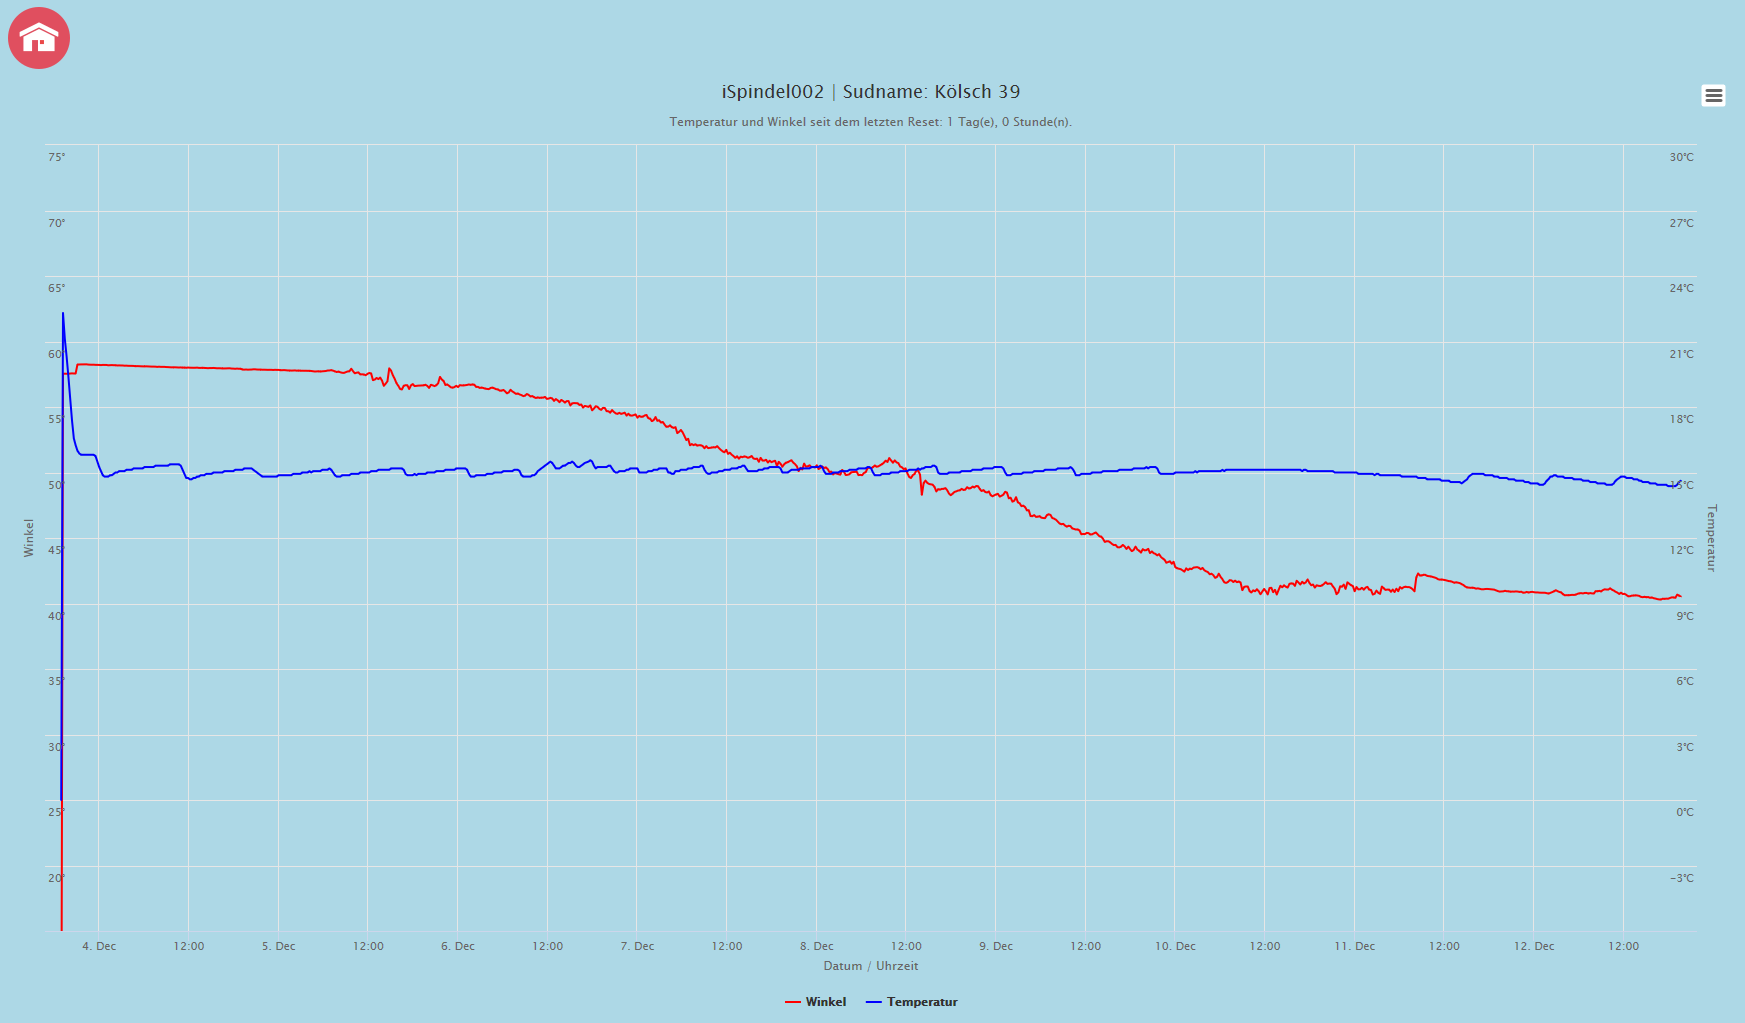 iSpindel002 | Sudname: Kölsch 39
Temperatur und Winkel seit dem letzten Reset: 1 Tag(e), 0 Stunde(n).
75° 30°C
70° 27°C
65° 24°C
60° 21°C
55° 18°C
50° 15°C
45° 12°C
40° 9°C
35° 6°C
30° 3°C
25° 0°C
20° −3°C
Winkel
Temperatur
4. Dec 12:00 5. Dec 12:00 6. Dec 12:00 7. Dec 12:00 8. Dec 12:00 9. Dec 12:00 10. Dec 12:00 11. Dec 12:00 12. Dec 12:00
Datum / Uhrzeit
Winkel Temperatur